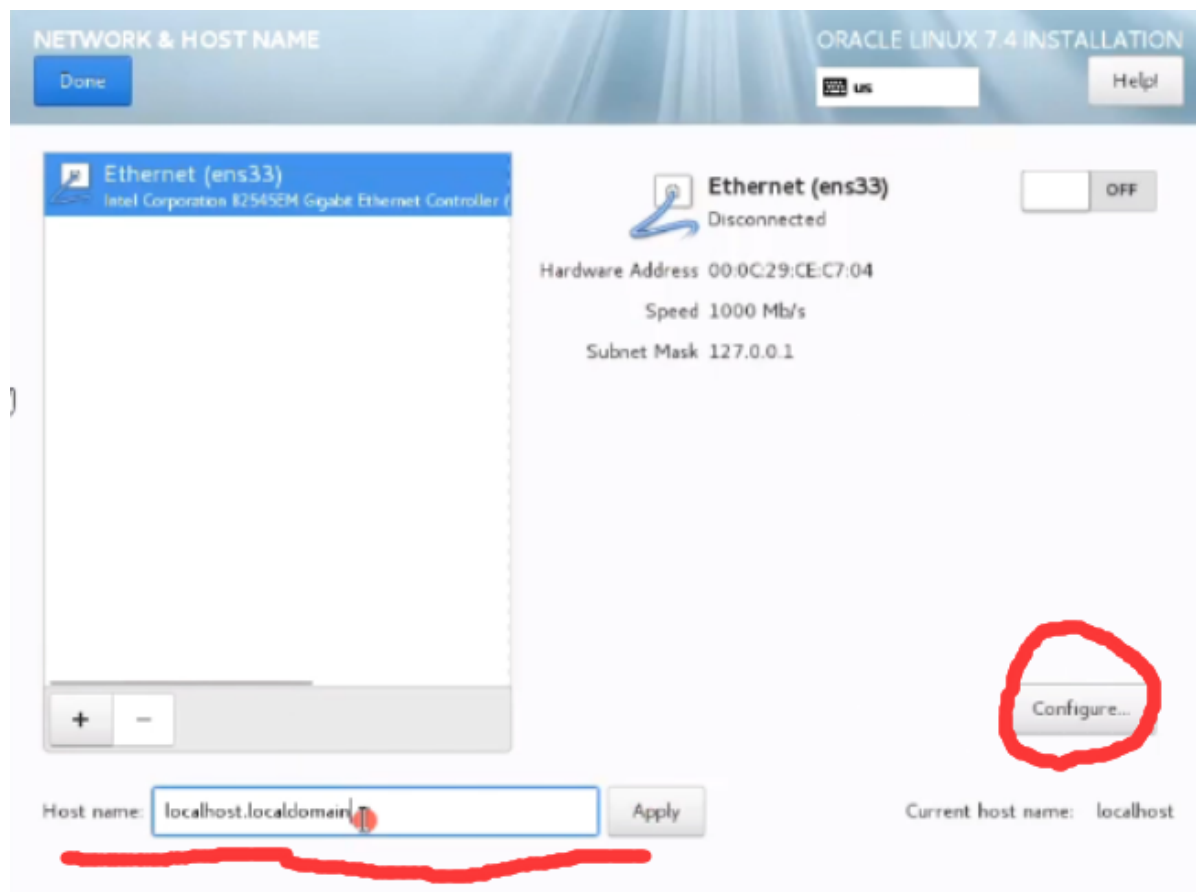 NETWORK & HOST NAME
ORACLE LINUX 7.4 INSTALLATION
Done
us
Help!
Ethernet (ens33)
Intel Corporation 82545EM Gigabit Ethernet Controller (
Ethernet (ens33)
Disconnected
OFF
Hardware Address 00:0C:29:CE:C7:04
Speed 1000 Mb/s
Subnet Mask 127.0.0.1
+ −
Configure...
Host name: localhost.localdomain
Apply
Current host name: localhost